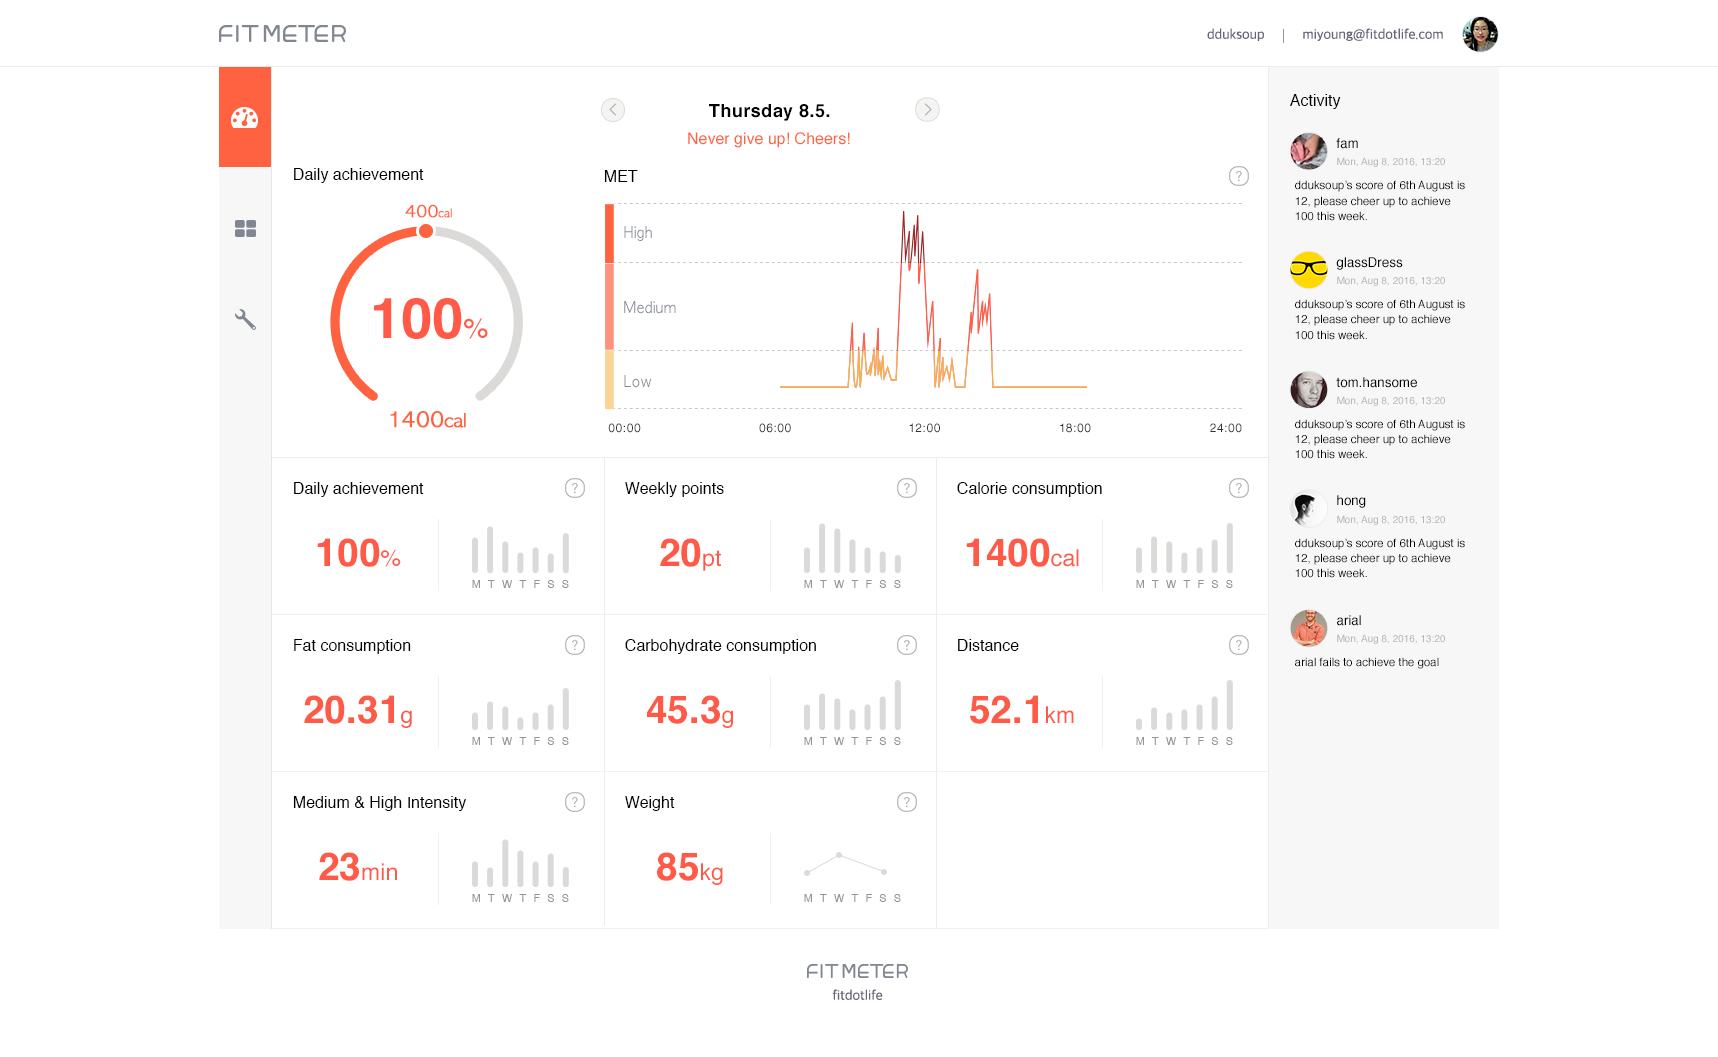 FIT METER
dduksoup | miyoung@fitdotlife.com
Thursday 8.5.
Never give up! Cheers!
Daily achievement
400cal
100%
1400cal
MET
?
High
Medium
Low
00:00 06:00 12:00 18:00 24:00
Daily achievement ?
100%
M T W T F S S
Weekly points ?
20pt
M T W T F S S
Calorie consumption ?
1400cal
M T W T F S S
Fat consumption ?
20.31g
M T W T F S S
Carbohydrate consumption ?
45.3g
M T W T F S S
Distance ?
52.1km
M T W T F S S
Medium & High Intensity ?
23min
M T W T F S S
Weight ?
85kg
M T W T F S S
Activity
fam
Mon, Aug 8, 2016, 13:20
dduksoup's score of 6th August is
12, please cheer up to achieve
100 this week.
glassDress
Mon, Aug 8, 2016, 13:20
dduksoup's score of 6th August is
12, please cheer up to achieve
100 this week.
tom.hansome
Mon, Aug 8, 2016, 13:20
dduksoup's score of 6th August is
12, please cheer up to achieve
100 this week.
hong
Mon, Aug 8, 2016, 13:20
dduksoup's score of 6th August is
12, please cheer up to achieve
100 this week.
arial
Mon, Aug 8, 2016, 13:20
arial fails to achieve the goal
FIT METER
fitdotlife